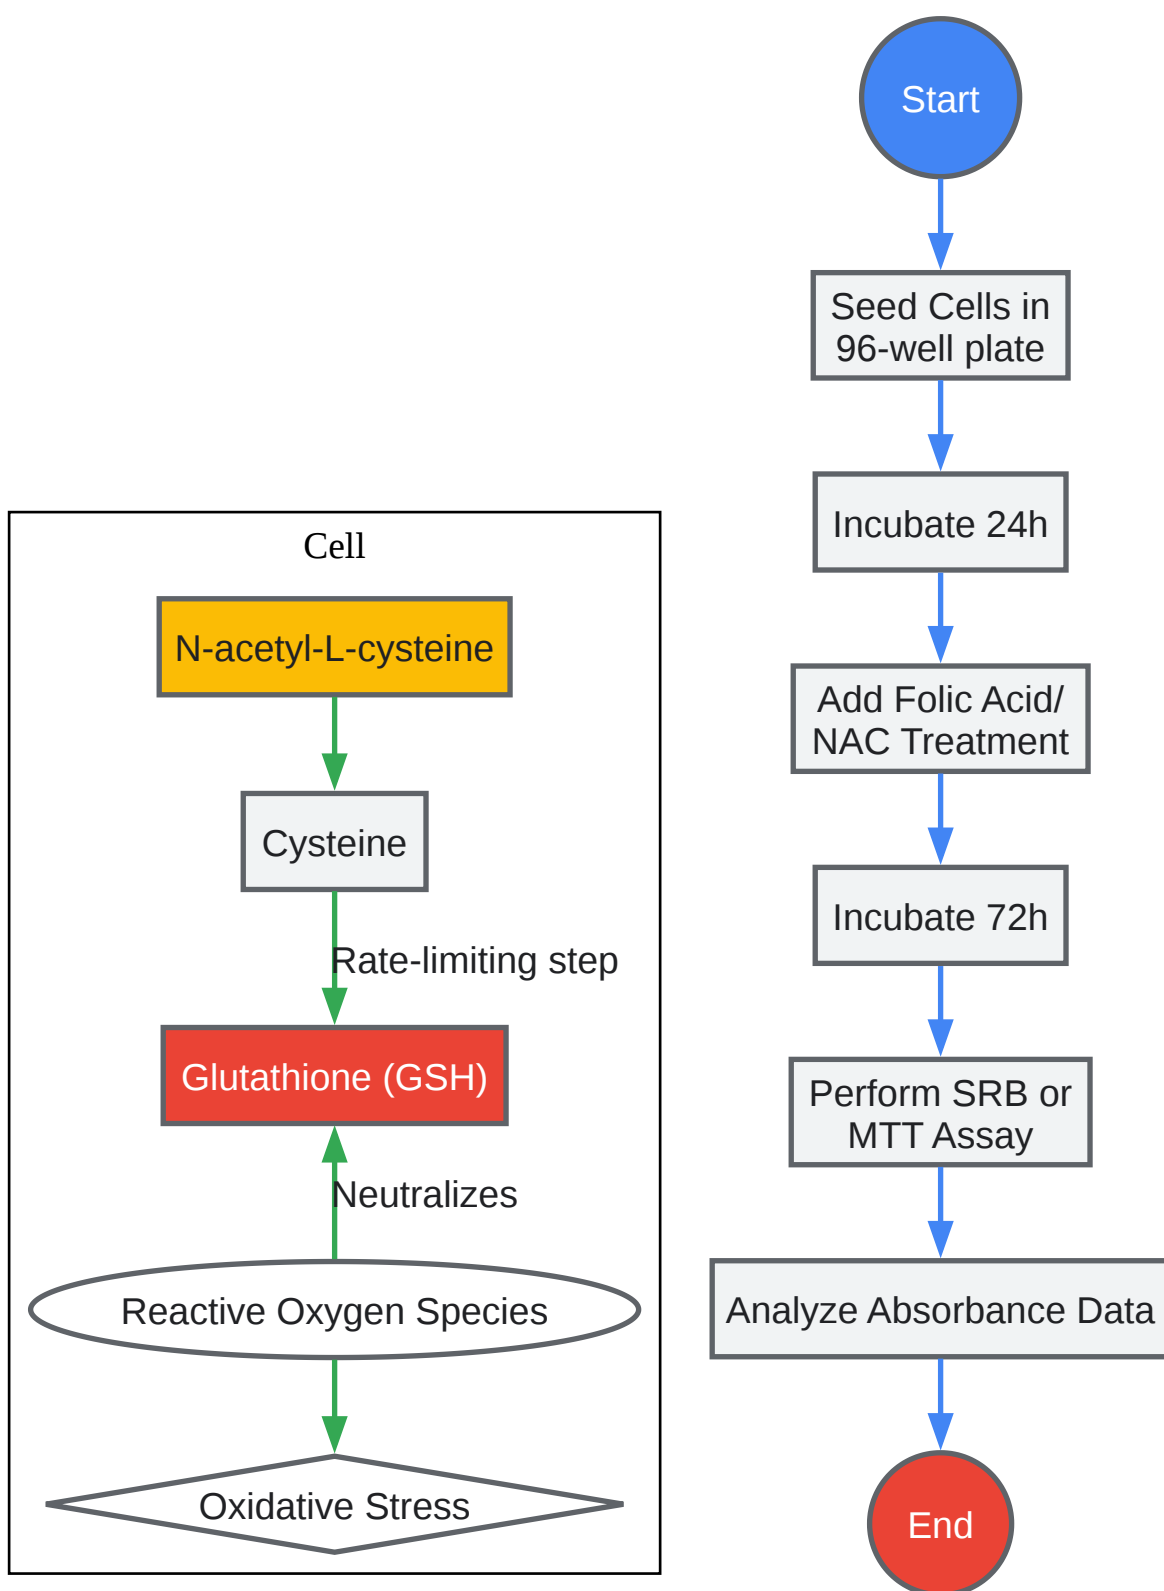 Start
Seed Cells in
96-well plate
Incubate 24h
Add Folic Acid/
NAC Treatment
Incubate 72h
Perform SRB or
MTT Assay
Analyze Absorbance Data
End
Cell
N-acetyl-L-cysteine
Cysteine
Rate-limiting step
Glutathione (GSH)
Neutralizes
Reactive Oxygen Species
Oxidative Stress